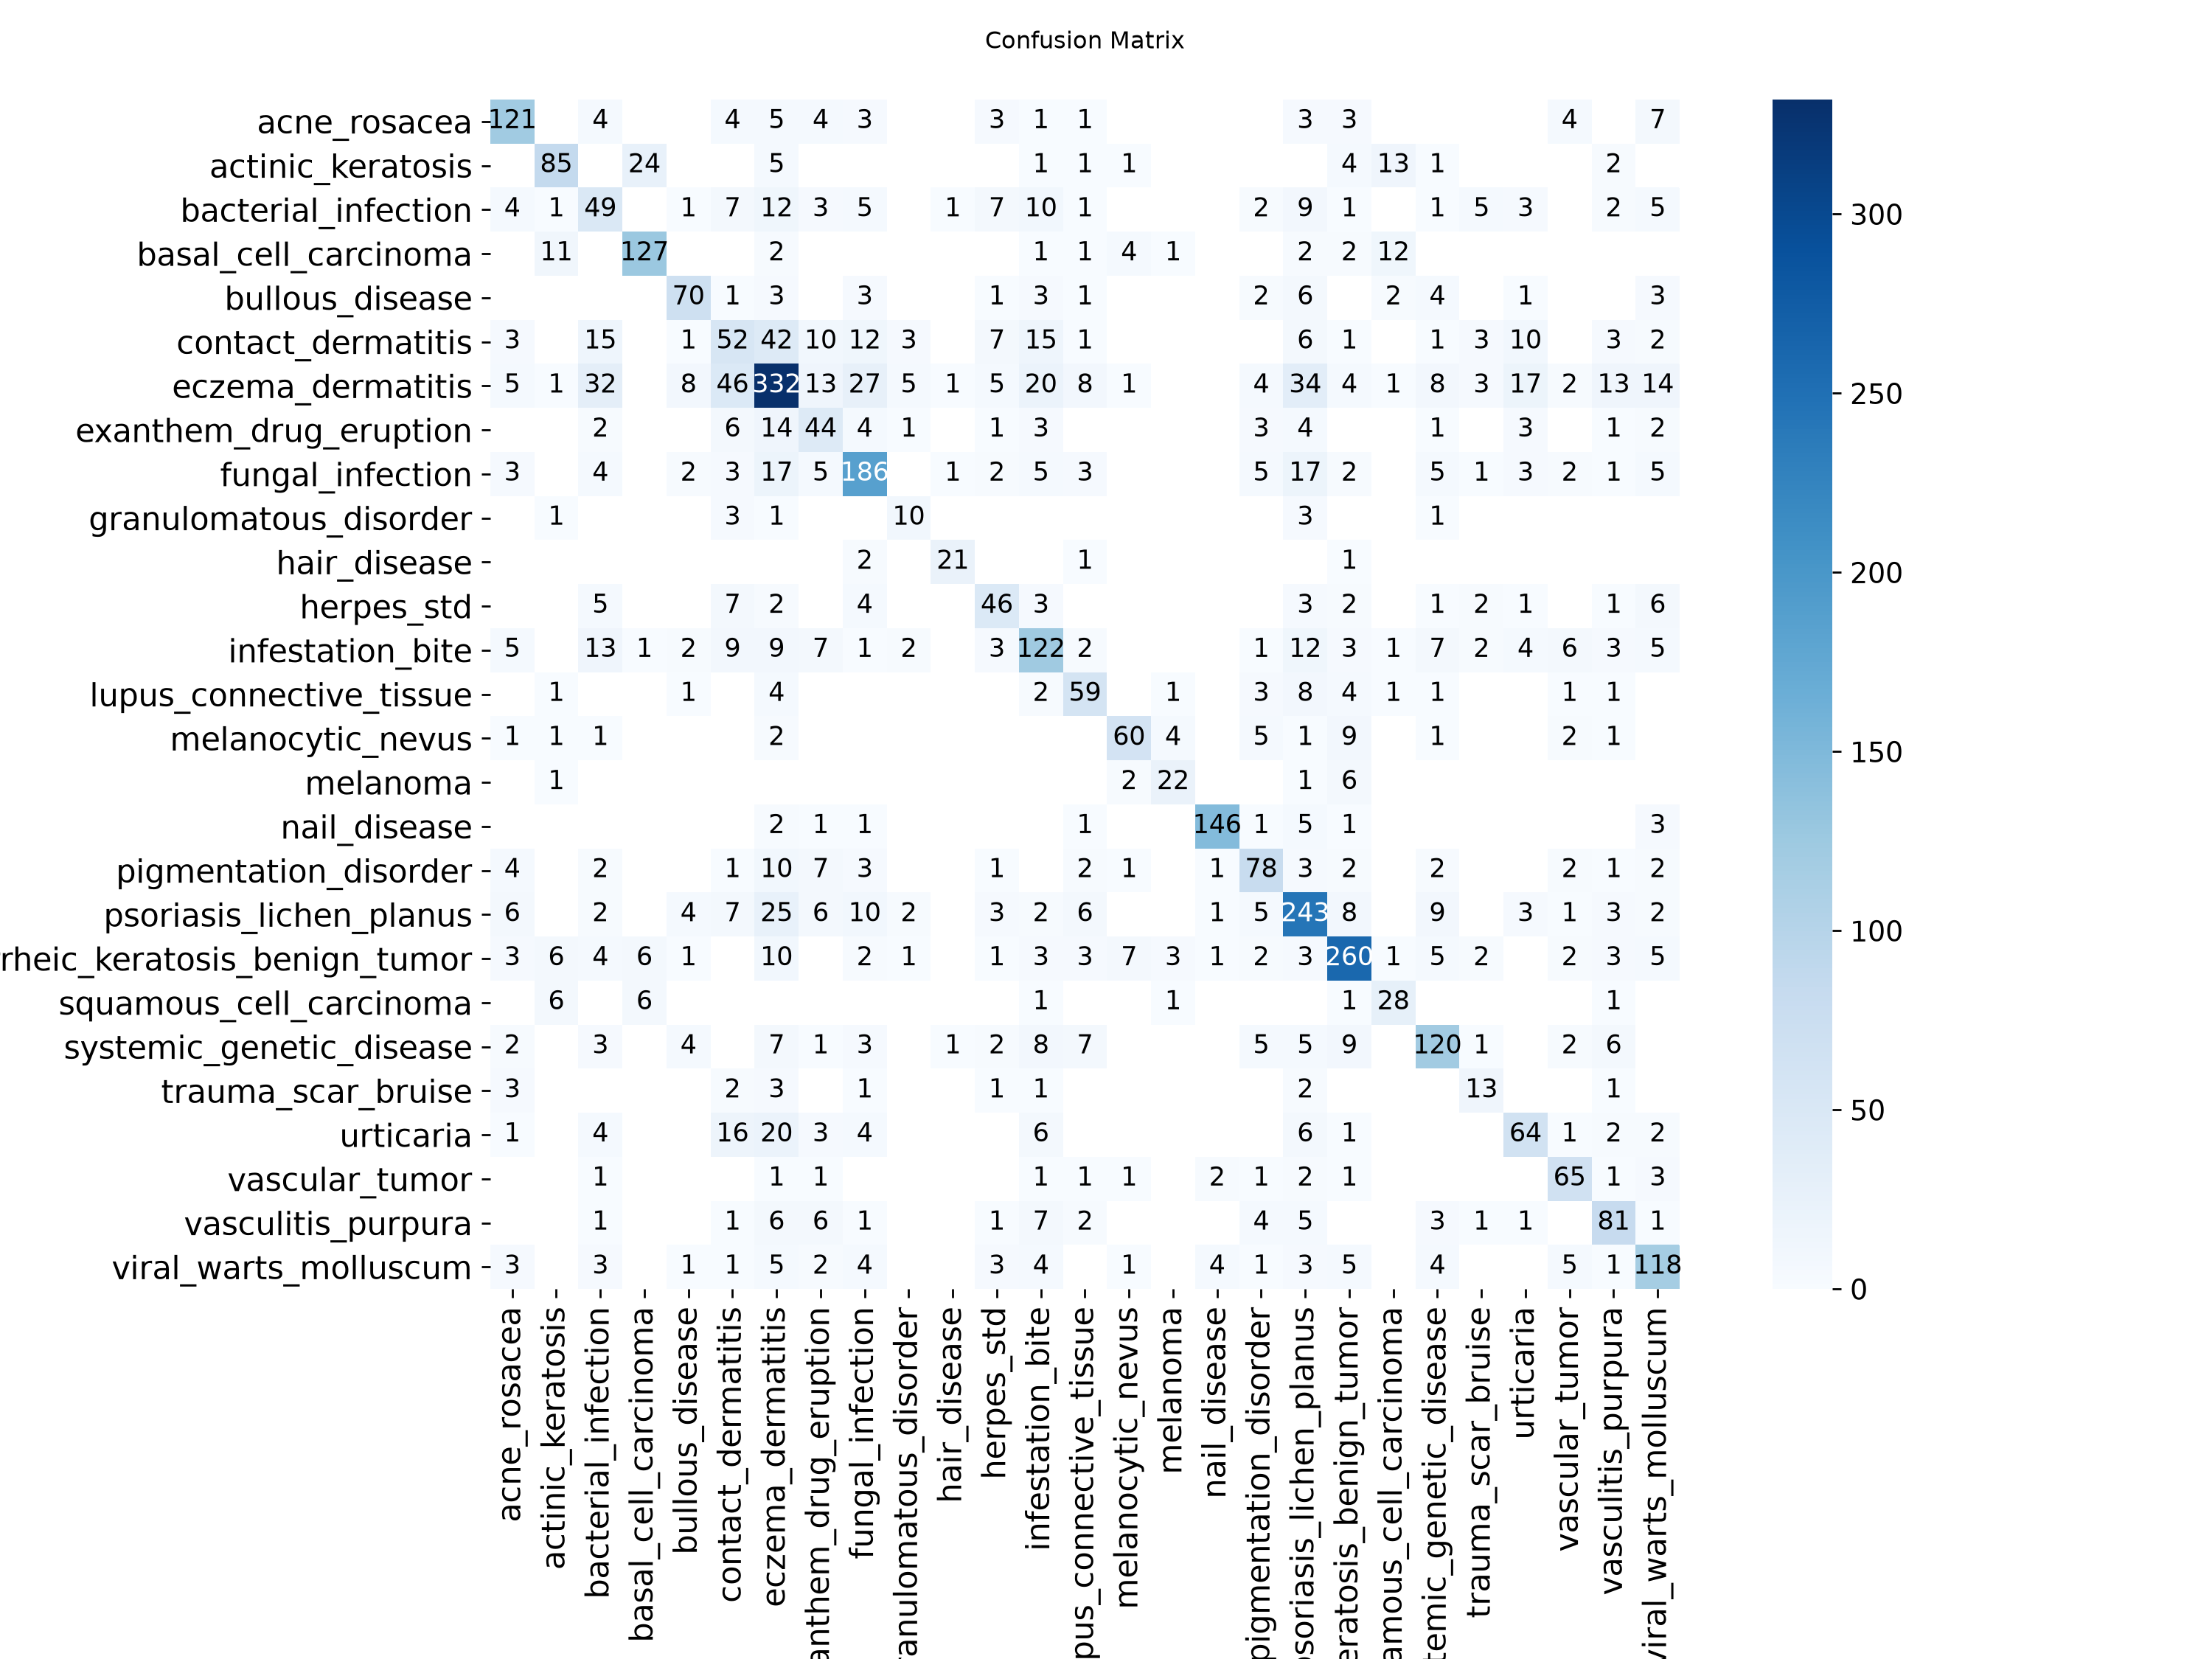 Confusion Matrix
acne_rosacea 121 4 4 5 4 3 3 1 1 3 3 4 7
actinic_keratosis 85 24 5 1 1 1 4 13 1 2
bacterial_infection 4 1 49 1 7 12 3 5 1 7 10 1 2 9 1 1 5 3 2 5
basal_cell_carcinoma 11 127 2 1 1 4 1 2 2 12
bullous_disease 70 1 3 3 1 3 1 2 6 2 4 1 3
contact_dermatitis 3 15 1 52 42 10 12 3 7 15 1 6 1 1 3 10 3 2
eczema_dermatitis 5 1 32 8 46 332 13 27 5 1 5 20 8 1 4 34 4 1 8 3 17 2 13 14
exanthem_drug_eruption 2 6 14 44 4 1 1 3 3 4 1 3 1 2
fungal_infection 3 4 2 3 17 5 186 1 2 5 3 5 17 2 5 1 3 2 1 5
granulomatous_disorder 1 3 1 10 3 1
hair_disease 2 21 1 1
herpes_std 5 7 2 4 46 3 3 2 1 2 1 1 6
infestation_bite 5 13 1 2 9 9 7 1 2 3 122 2 1 12 3 1 7 2 4 6 3 5
lupus_connective_tissue 1 1 4 2 59 1 3 8 4 1 1 1 1
melanocytic_nevus 1 1 1 2 60 4 5 1 9 1 2 1
melanoma 1 2 22 1 6
nail_disease 2 1 1 1 146 1 5 1 3
pigmentation_disorder 4 2 1 10 7 3 1 2 1 1 78 3 2 2 2 1 2
psoriasis_lichen_planus 6 2 4 7 25 6 10 2 3 2 6 1 5 243 8 9 3 1 3 2
rheic_keratosis_benign_tumor 3 6 4 6 1 10 2 1 1 3 3 7 3 1 2 3 260 1 5 2 2 3 5
squamous_cell_carcinoma 6 6 1 1 1 28 1
systemic_genetic_disease 2 3 4 7 1 3 1 2 8 7 5 5 9 120 1 2 6
trauma_scar_bruise 3 2 3 1 1 1 2 13 1
urticaria 1 4 16 20 3 4 6 6 1 64 1 2 2
vascular_tumor 1 1 1 1 1 1 2 1 2 1 65 1 3
vasculitis_purpura 1 1 6 6 1 1 7 2 4 5 3 1 1 81 1
viral_warts_molluscum 3 3 1 1 5 2 4 3 4 1 4 1 3 5 4 5 1 118
acne_rosacea
actinic_keratosis
bacterial_infection
basal_cell_carcinoma
bullous_disease
contact_dermatitis
eczema_dermatitis
anthem_drug_eruption
fungal_infection
ranulomatous_disorder
hair_disease
herpes_std
infestation_bite
pus_connective_tissue
melanocytic_nevus
melanoma
nail_disease
pigmentation_disorder
soriasis_lichen_planus
eratosis_benign_tumor
amous_cell_carcinoma
temic_genetic_disease
trauma_scar_bruise
urticaria
vascular_tumor
vasculitis_purpura
viral_warts_molluscum
300
250
200
150
100
50
0